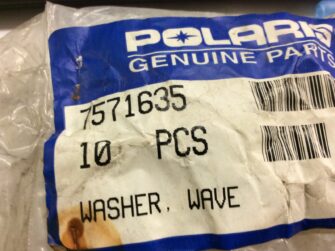 POLARIS
GENUINE PARTS
7571635
10 PCS
WASHER, WAVE